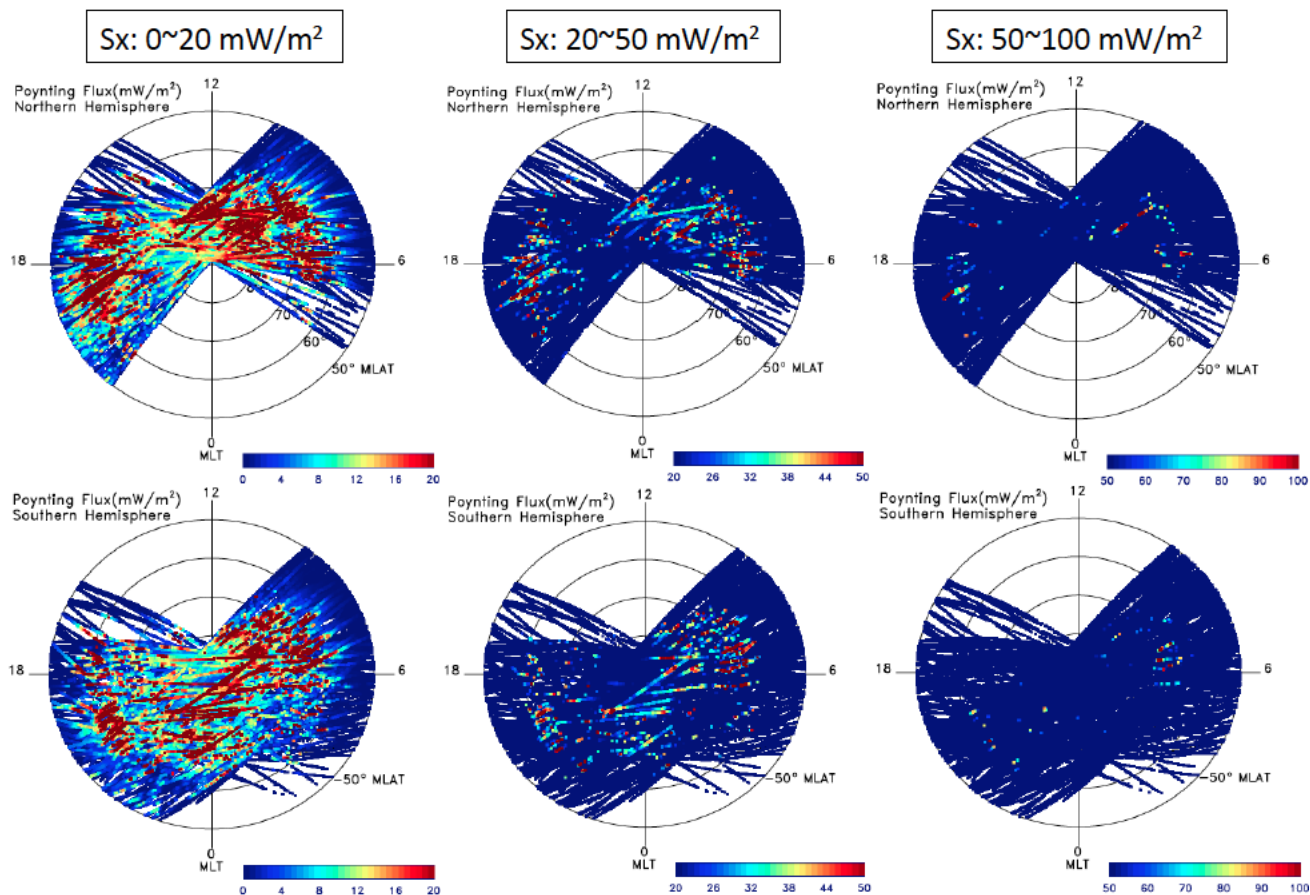 Sx: 0~20 mW/m²
Sx: 20~50 mW/m²
Sx: 50~100 mW/m²
Poynting Flux(mW/m²)
Northern Hemisphere
12
18
6
8
70
60°
50° MLAT
0
MLT
0 4 8 12 16 20
Poynting Flux(mW/m²)
Northern Hemisphere
12
18
6
8
70°
60°
50° MLAT
0
MLT
20 26 32 38 44 50
Poynting Flux(mW/m²)
Northern Hemisphere
12
18
6
8
70°
60°
50° MLAT
0
MLT
50 60 70 80 90 100
Poynting Flux(mW/m²)
Southern Hemisphere
12
18
6
-50° MLAT
0
MLT
0 4 8 12 16 20
Poynting Flux(mW/m²)
Southern Hemisphere
12
18
6
-50° MLAT
0
MLT
20 26 32 38 44 50
Poynting Flux(mW/m²)
Southern Hemisphere
12
18
6
-50° MLAT
0
MLT
50 60 70 80 90 100